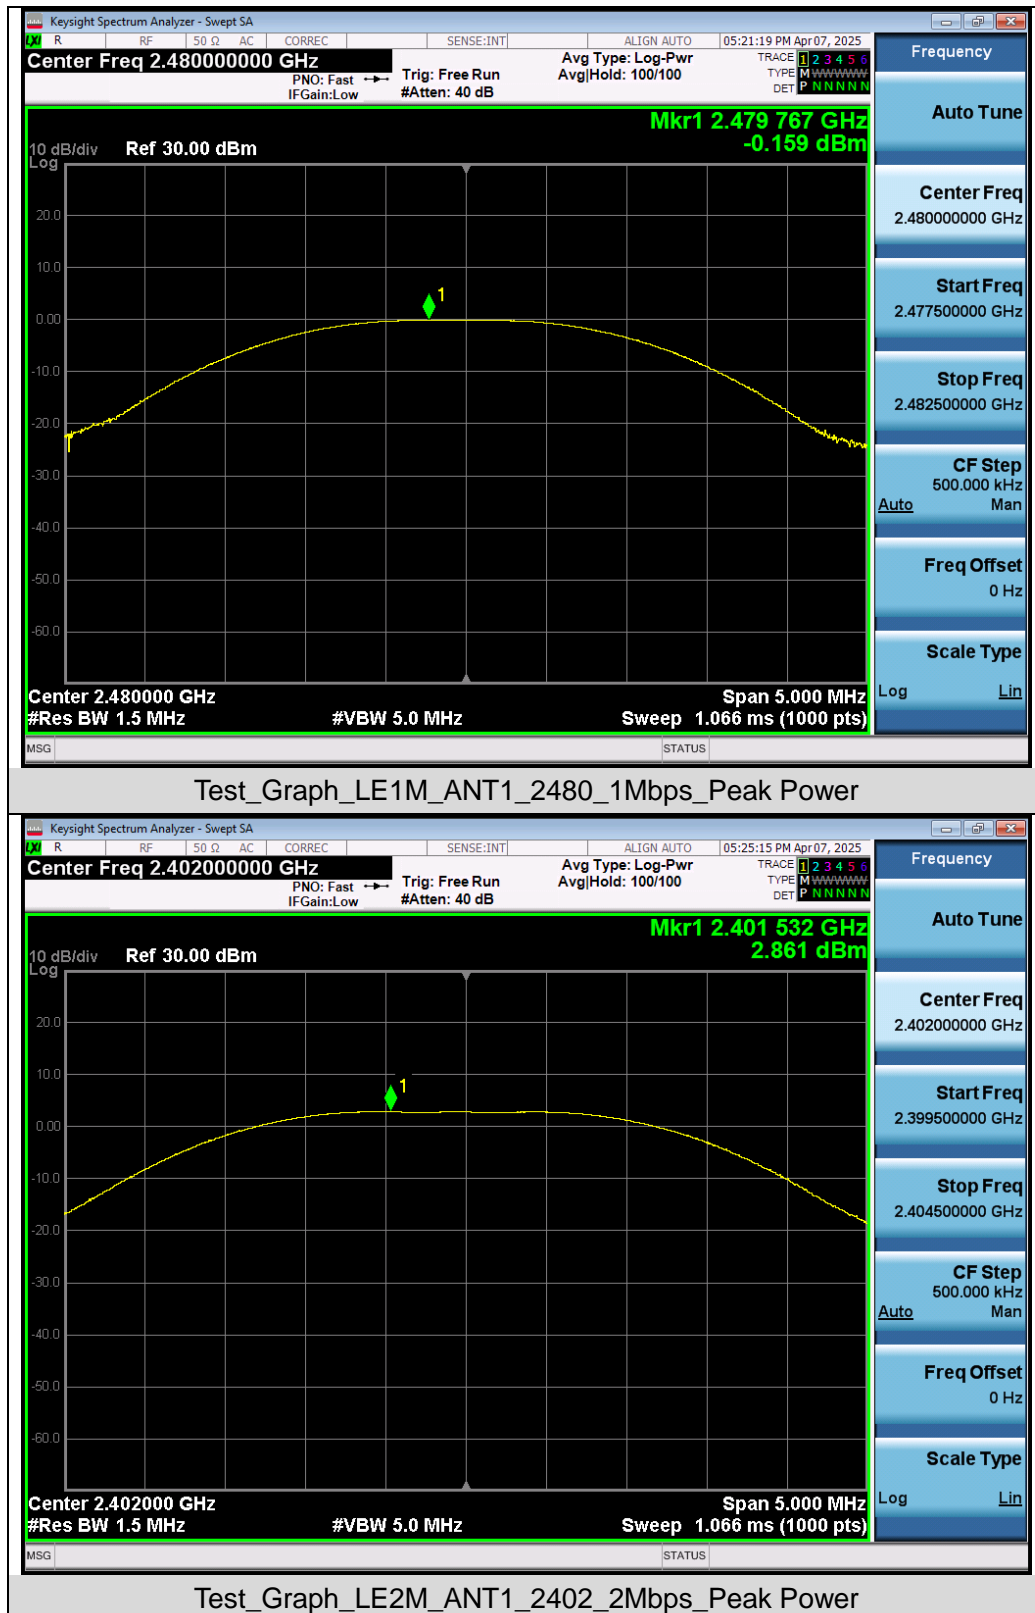 Keysight Spectrum Analyzer - Swept SA
LXI R RF 50 Ω AC CORREC SENSE:INT ALIGN AUTO 05:21:19 PM Apr 07, 2025
Center Freq 2.480000000 GHz
PNO: Fast
IFGain:Low
Trig: Free Run
#Atten: 40 dB
Avg Type: Log-Pwr
Avg|Hold: 100/100
TRACE 1 2 3 4 5 6
TYPE M WWWWW
DET P N N N N N
Mkr1 2.479 767 GHz
-0.159 dBm
10 dB/div Ref 30.00 dBm
Log
20.0
10.0
0.00
-10.0
-20.0
-30.0
-40.0
-50.0
-60.0
1
Center 2.480000 GHz Span 5.000 MHz
#Res BW 1.5 MHz #VBW 5.0 MHz Sweep 1.066 ms (1000 pts)
MSG STATUS
Frequency
Auto Tune
Center Freq
2.480000000 GHz
Start Freq
2.477500000 GHz
Stop Freq
2.482500000 GHz
CF Step
500.000 kHz
Auto Man
Freq Offset
0 Hz
Scale Type
Log Lin
Test_Graph_LE1M_ANT1_2480_1Mbps_Peak Power
Keysight Spectrum Analyzer - Swept SA
LXI R RF 50 Ω AC CORREC SENSE:INT ALIGN AUTO 05:25:15 PM Apr 07, 2025
Center Freq 2.402000000 GHz
PNO: Fast
IFGain:Low
Trig: Free Run
#Atten: 40 dB
Avg Type: Log-Pwr
Avg|Hold: 100/100
TRACE 1 2 3 4 5 6
TYPE M WWWWW
DET P N N N N N
Mkr1 2.401 532 GHz
2.861 dBm
10 dB/div Ref 30.00 dBm
Log
20.0
10.0
0.00
-10.0
-20.0
-30.0
-40.0
-50.0
-60.0
1
Center 2.402000 GHz Span 5.000 MHz
#Res BW 1.5 MHz #VBW 5.0 MHz Sweep 1.066 ms (1000 pts)
MSG STATUS
Frequency
Auto Tune
Center Freq
2.402000000 GHz
Start Freq
2.399500000 GHz
Stop Freq
2.404500000 GHz
CF Step
500.000 kHz
Auto Man
Freq Offset
0 Hz
Scale Type
Log Lin
Test_Graph_LE2M_ANT1_2402_2Mbps_Peak Power